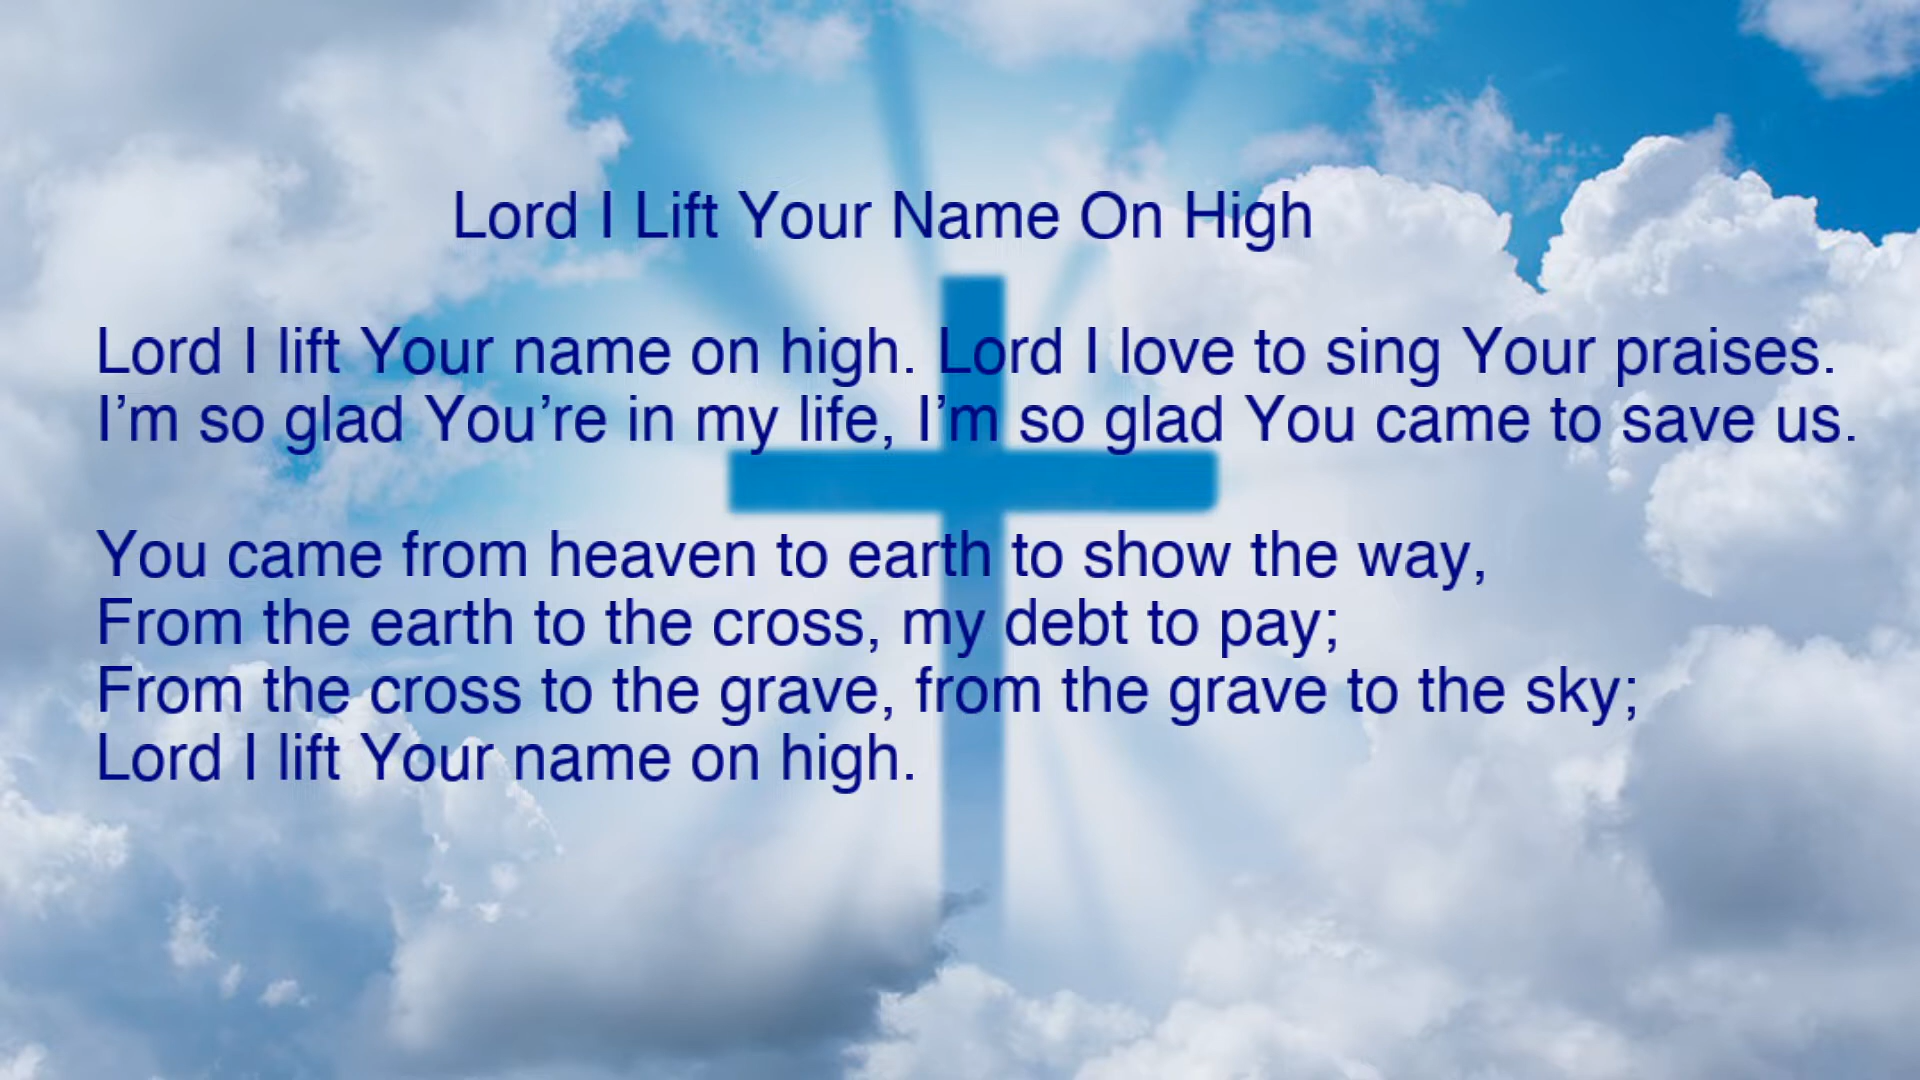 Lord I Lift Your Name On High
Lord I lift Your name on high. Lord I love to sing Your praises.
I’m so glad You’re in my life, I’m so glad You came to save us.
You came from heaven to earth to show the way,
From the earth to the cross, my debt to pay;
From the cross to the grave, from the grave to the sky;
Lord I lift Your name on high.